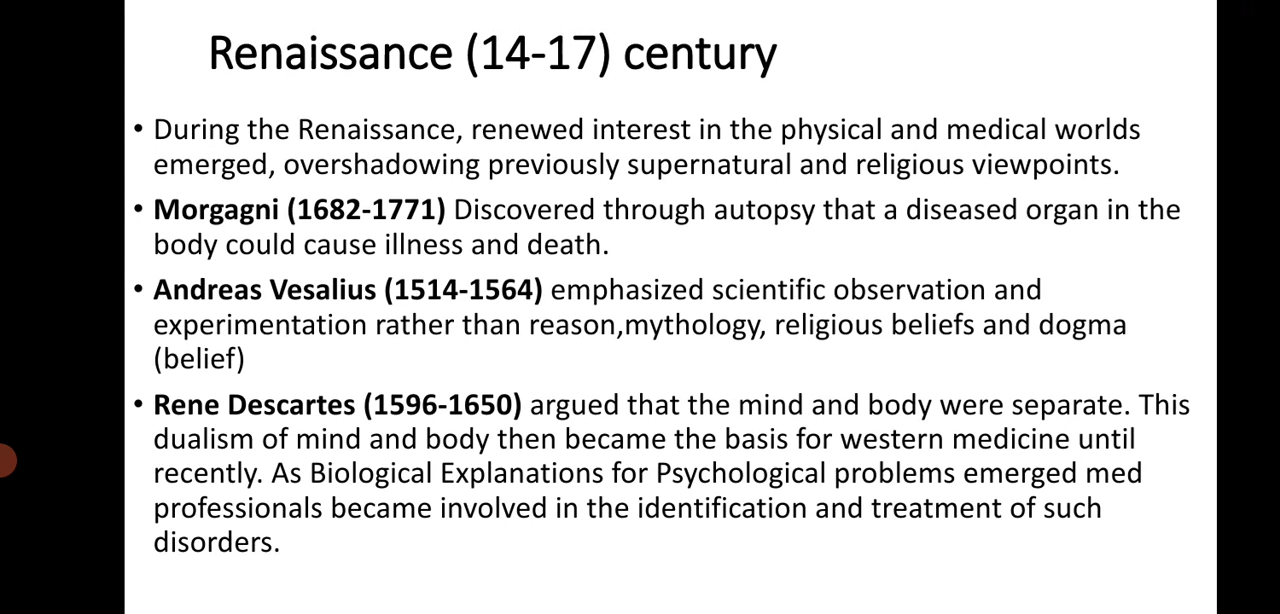 Renaissance (14-17) century
• During the Renaissance, renewed interest in the physical and medical worlds
emerged, overshadowing previously supernatural and religious viewpoints.
• Morgagni (1682-1771) Discovered through autopsy that a diseased organ in the
body could cause illness and death.
• Andreas Vesalius (1514-1564) emphasized scientific observation and
experimentation rather than reason,mythology, religious beliefs and dogma
(belief)
• Rene Descartes (1596-1650) argued that the mind and body were separate. This
dualism of mind and body then became the basis for western medicine until
recently. As Biological Explanations for Psychological problems emerged med
professionals became involved in the identification and treatment of such
disorders.